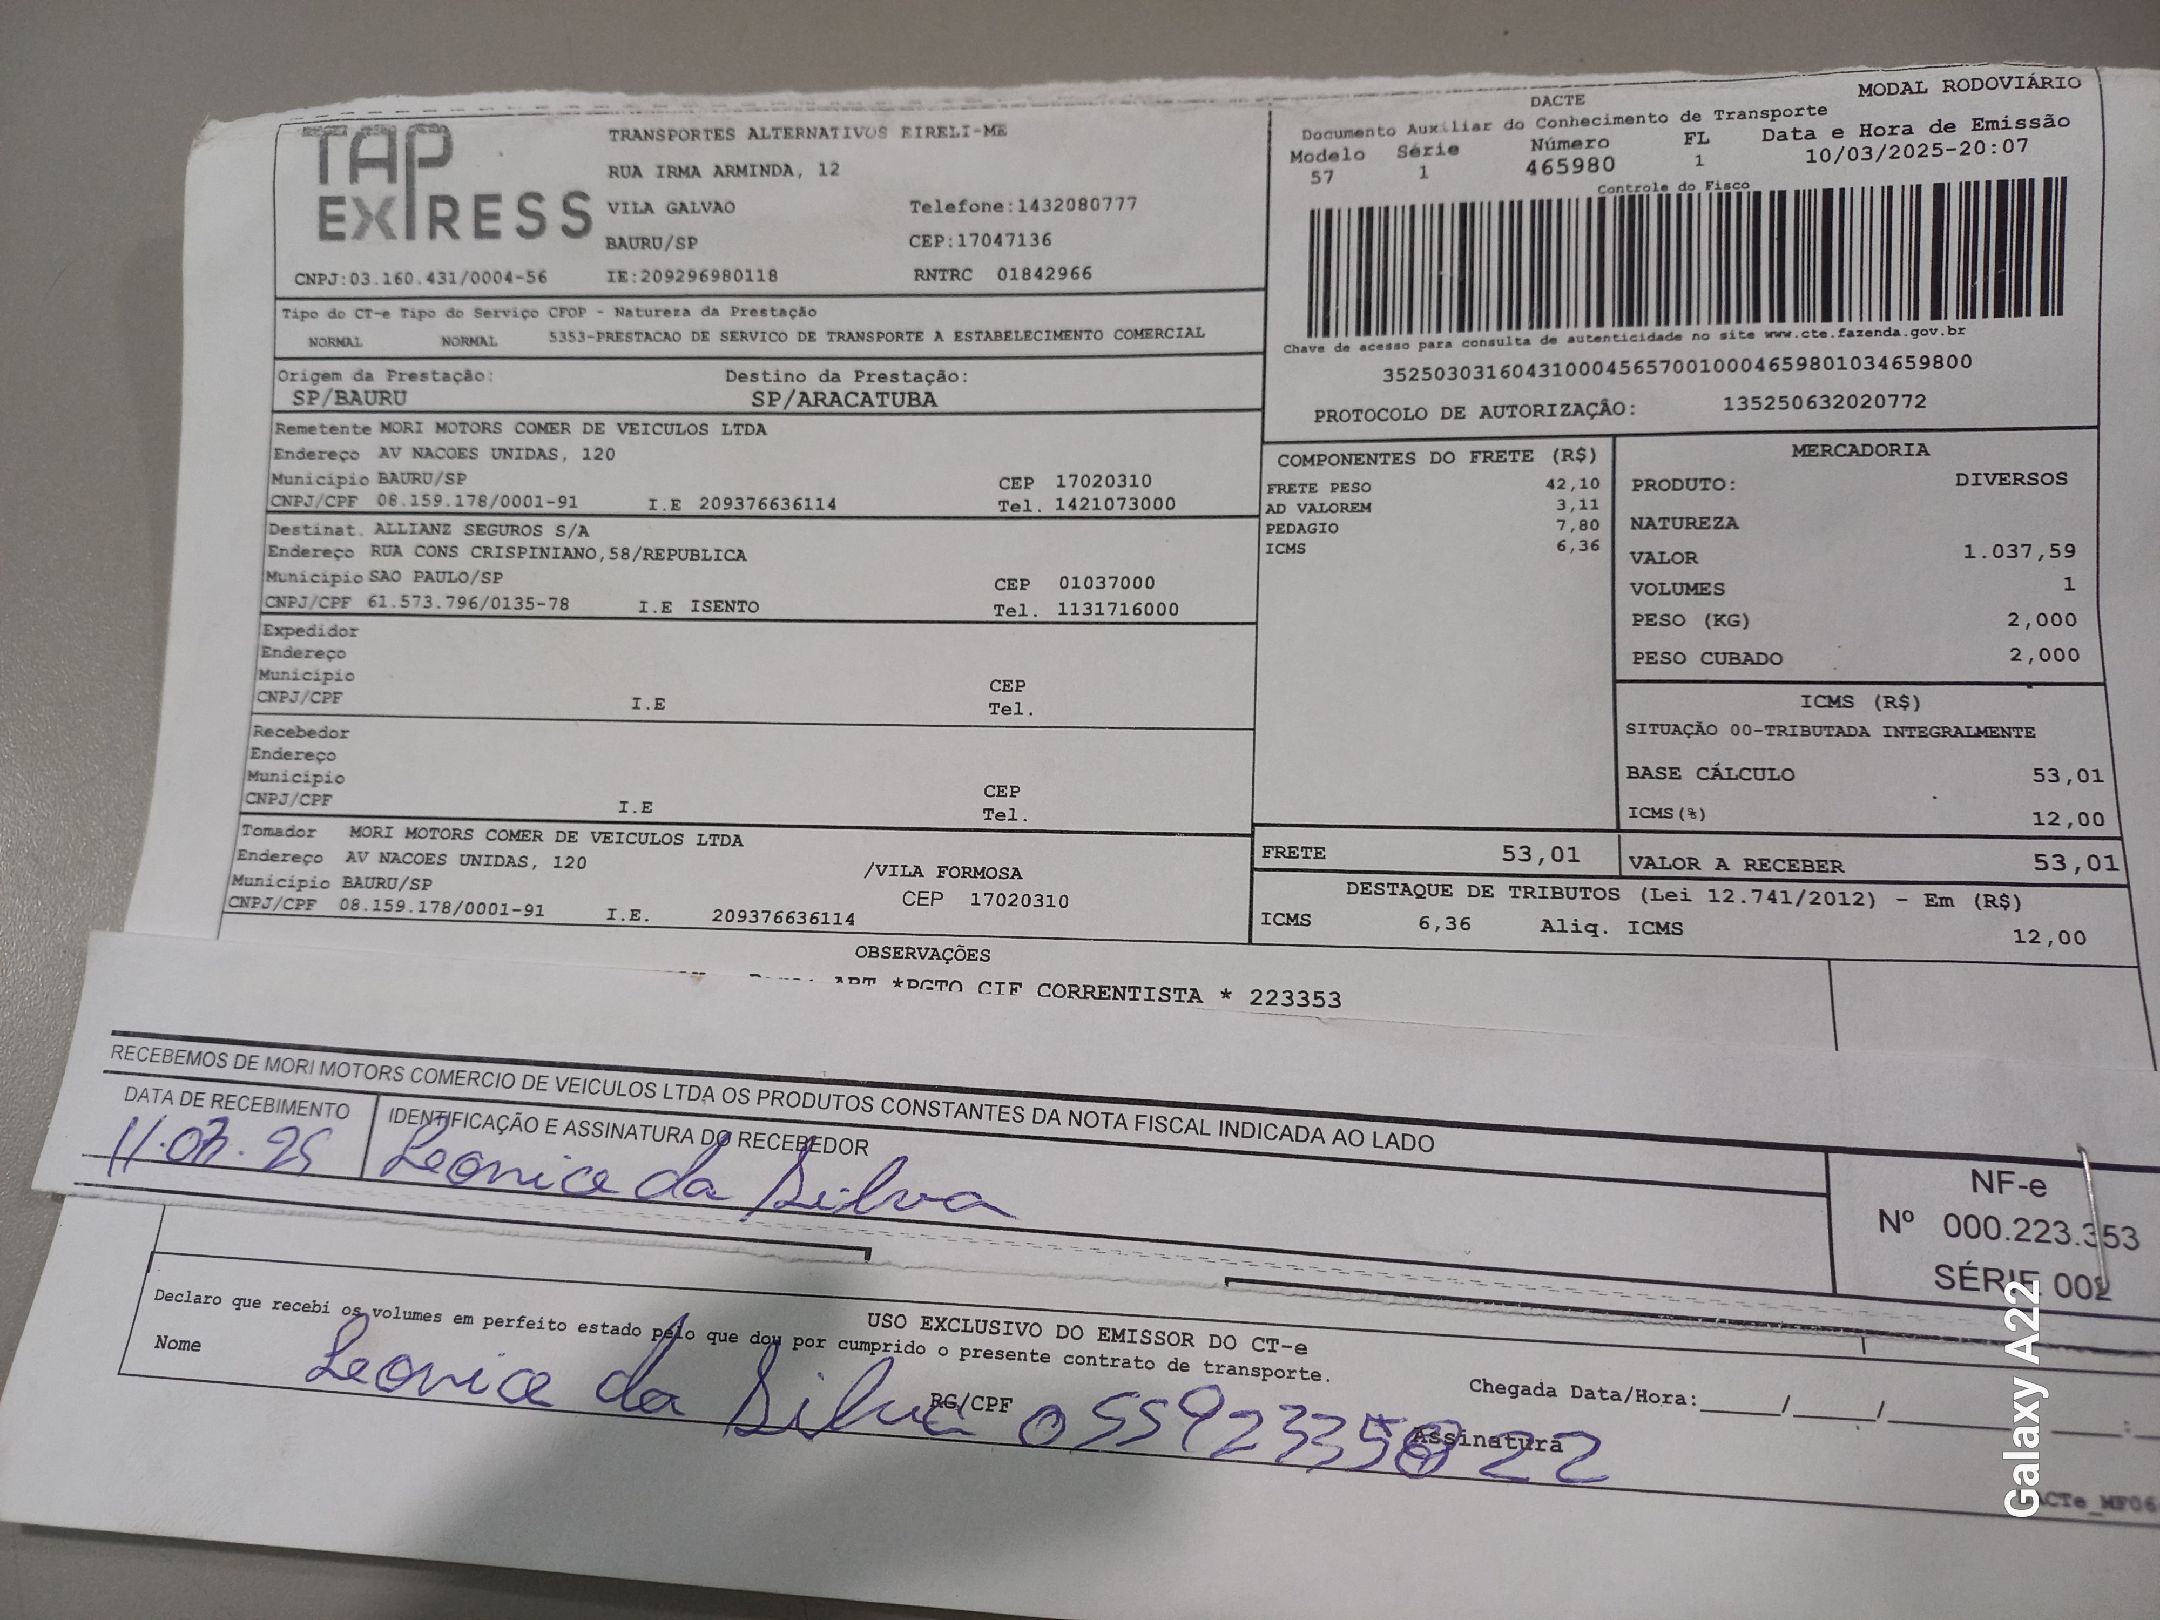 TAP EXPRESS
TRANSPORTES ALTERNATIVOS EIRELI-ME
RUA IRMA ARMINDA, 12
VILA GALVAO Telefone:1432080777
BAURU/SP CEP:17047136
CNPJ:03.160.431/0004-56 IE:209296980118 RNTRC 01842966
MODAL RODOVIÁRIO
DACTE
Documento Auxiliar do Conhecimento de Transporte
Modelo Série Número FL Data e Hora de Emissão
57 1 465980 1 10/03/2025-20:07
Controle do Fisco
Chave de acesso para consulta de autenticidade no site www.cte.fazenda.gov.br
35250303160431000456570010004659801034659800
PROTOCOLO DE AUTORIZAÇÃO: 135250632020772
Tipo do CT-e Tipo do Serviço CFOP - Natureza da Prestação
NORMAL NORMAL 5353-PRESTACAO DE SERVICO DE TRANSPORTE A ESTABELECIMENTO COMERCIAL
Origem da Prestação: Destino da Prestação:
SP/BAURU SP/ARACATUBA
Remetente MORI MOTORS COMER DE VEICULOS LTDA
Endereço AV NACOES UNIDAS, 120
Município BAURU/SP CEP 17020310
CNPJ/CPF 08.159.178/0001-91 I.E 209376636114 Tel. 1421073000
Destinat. ALLIANZ SEGUROS S/A
Endereço RUA CONS CRISPINIANO,58/REPUBLICA
Município SAO PAULO/SP CEP 01037000
CNPJ/CPF 61.573.796/0135-78 I.E ISENTO Tel. 1131716000
Expedidor
Endereço
Município CEP
CNPJ/CPF I.E Tel.
Recebedor
Endereço
Município CEP
CNPJ/CPF I.E Tel.
Tomador MORI MOTORS COMER DE VEICULOS LTDA
Endereço AV NACOES UNIDAS, 120 /VILA FORMOSA
Município BAURU/SP CEP 17020310
CNPJ/CPF 08.159.178/0001-91 I.E. 209376636114
COMPONENTES DO FRETE (R$)
FRETE PESO 42,10
AD VALOREM 3,11
PEDAGIO 7,80
ICMS 6,36
MERCADORIA
PRODUTO: DIVERSOS
NATUREZA
VALOR 1.037,59
VOLUMES 1
PESO (KG) 2,000
PESO CUBADO 2,000
ICMS (R$)
SITUAÇÃO 00-TRIBUTADA INTEGRALMENTE
BASE CÁLCULO 53,01
ICMS(%) 12,00
FRETE 53,01 VALOR A RECEBER 53,01
DESTAQUE DE TRIBUTOS (Lei 12.741/2012) - Em (R$)
ICMS 6,36 Aliq. ICMS 12,00
OBSERVAÇÕES
*PGTO CIF CORRENTISTA * 223353
RECEBEMOS DE MORI MOTORS COMERCIO DE VEICULOS LTDA OS PRODUTOS CONSTANTES DA NOTA FISCAL INDICADA AO LADO
DATA DE RECEBIMENTO IDENTIFICAÇÃO E ASSINATURA DO RECEBEDOR
11.03.25 Leonice da Silva
NF-e
Nº 000.223.353
SÉRIE 002
USO EXCLUSIVO DO EMISSOR DO CT-e
Declaro que recebi os volumes em perfeito estado pelo que dou por cumprido o presente contrato de transporte.
Nome Leonice da Silva RG/CPF Assinatura
Chegada Data/Hora:_____/_____/_____ :
Galaxy A22